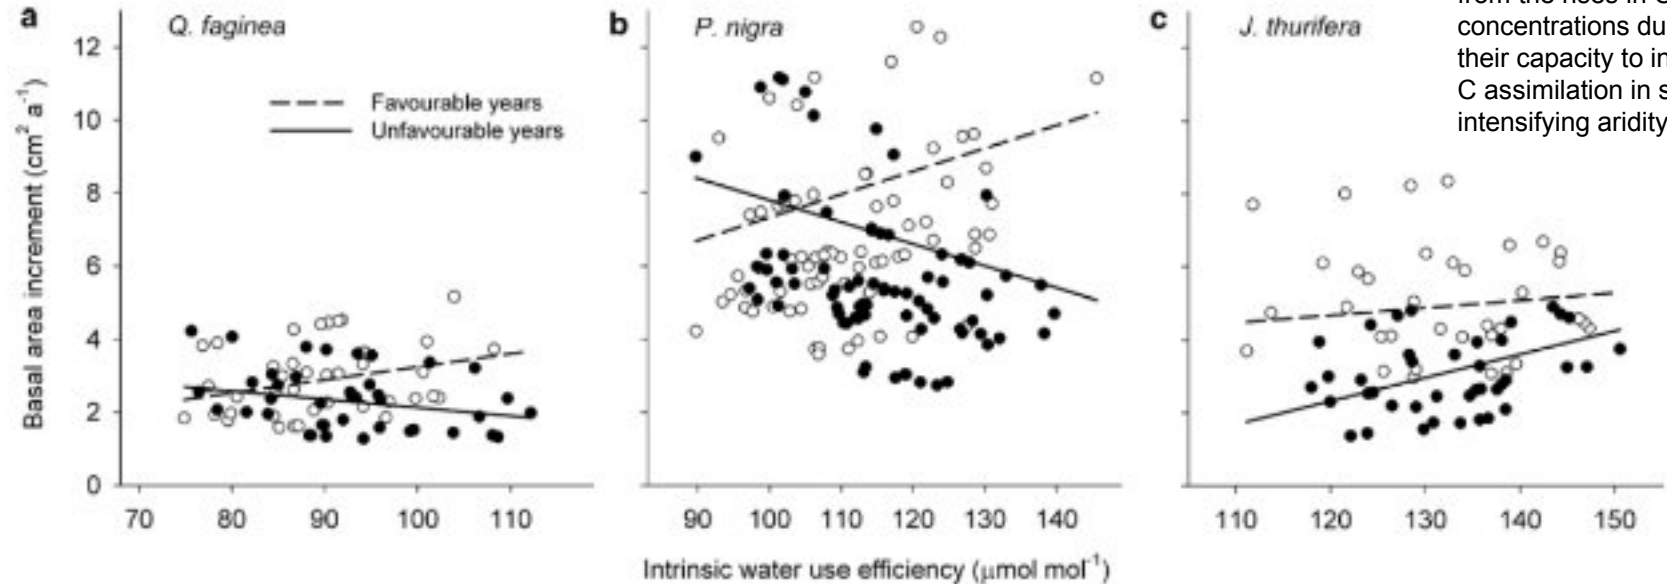 a
Q. faginea
b
P. nigra
c
J. thurifera
concentrations du
their capacity to in
C assimilation in s
intensifying aridity
Favourable years
Unfavourable years
Basal area increment (cm² a⁻¹)
12
10
8
6
4
2
0
70 80 90 100 110
90 100 110 120 130 140
110 120 130 140 150
Intrinsic water use efficiency (μmol mol⁻¹)